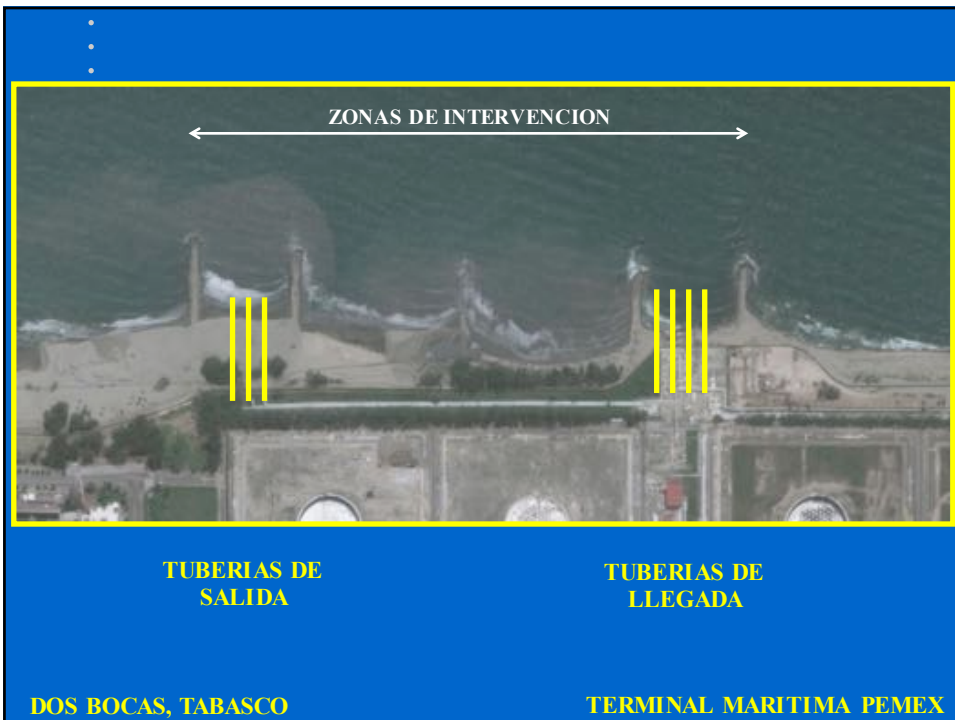 ZONAS DE INTERVENCION
TUBERIAS DE
SALIDA
TUBERIAS DE
LLEGADA
DOS BOCAS, TABASCO
TERMINAL MARITIMA PEMEX